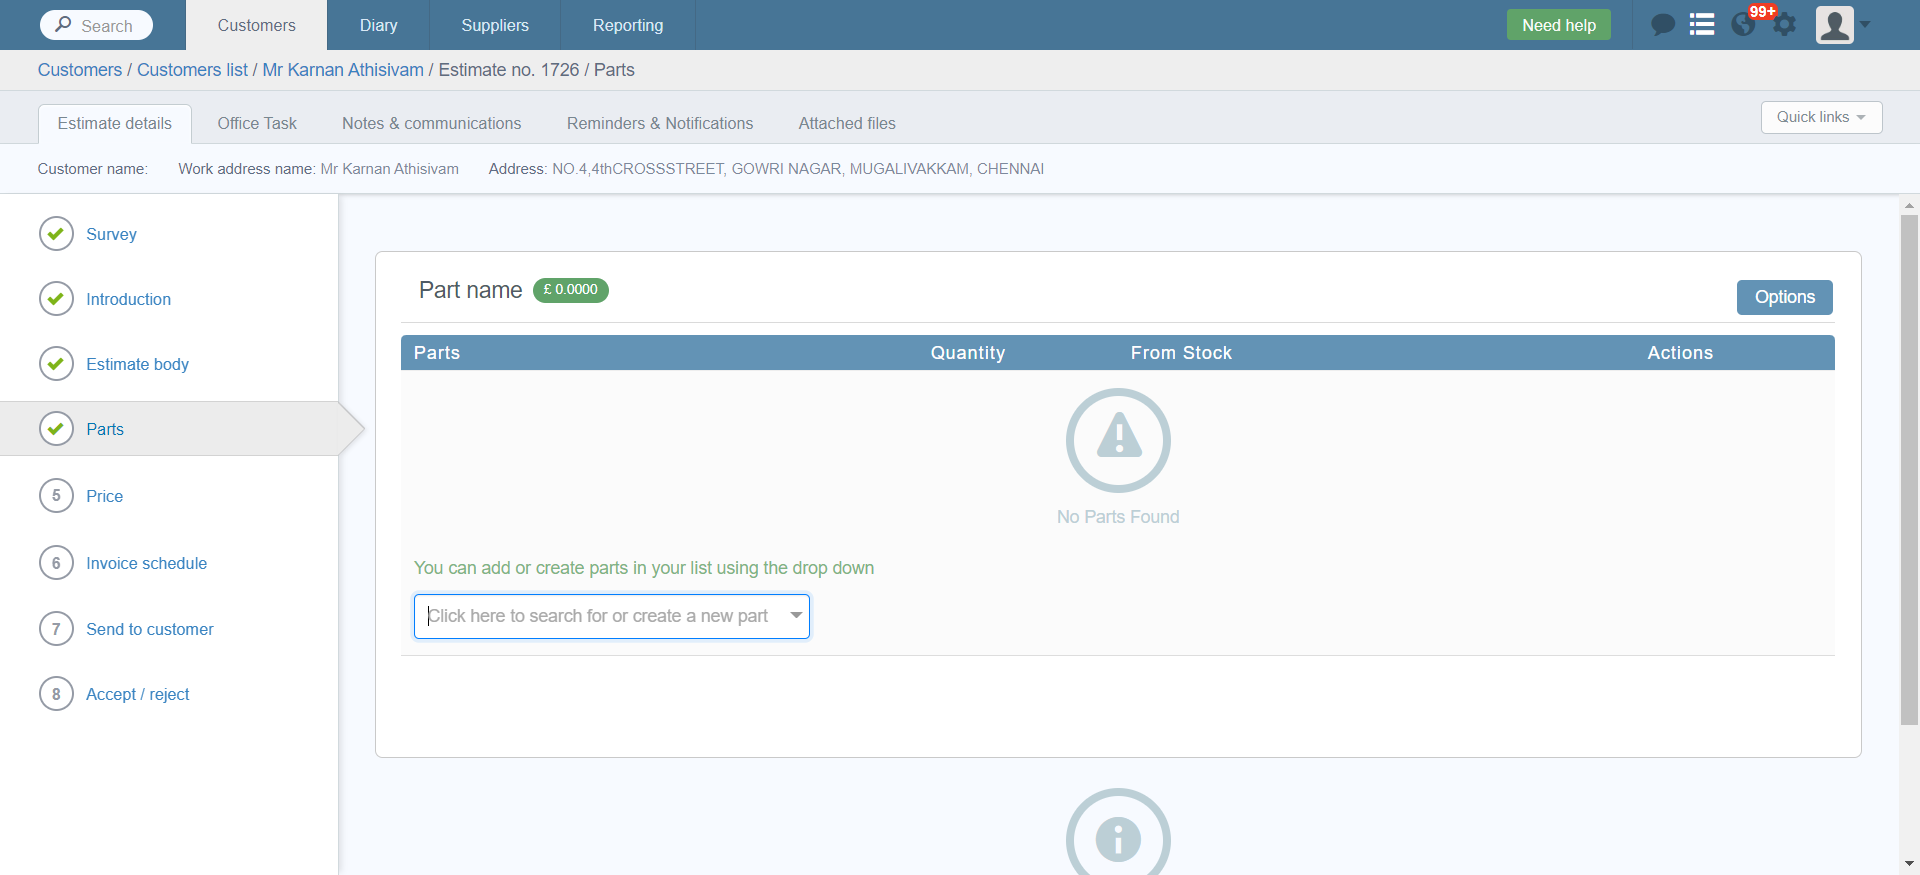 Search
Customers
Diary
Suppliers
Reporting
Need help
99+
Customers / Customers list / Mr Karnan Athisivam / Estimate no. 1726 / Parts
Estimate details
Office Task
Notes & communications
Reminders & Notifications
Attached files
Quick links
Customer name:
Work address name: Mr Karnan Athisivam
Address: NO.4,4thCROSSSTREET, GOWRI NAGAR, MUGALIVAKKAM, CHENNAI
Survey
Introduction
Estimate body
Parts
5 Price
6 Invoice schedule
7 Send to customer
8 Accept / reject
Part name £ 0.0000
Options
Parts Quantity From Stock Actions
No Parts Found
You can add or create parts in your list using the drop down
Click here to search for or create a new part